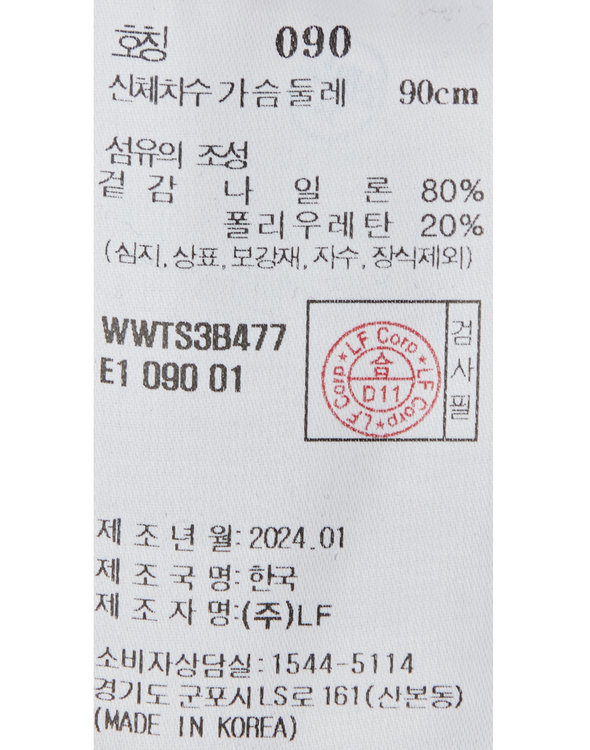 호칭 090
신체치수 가슴둘레 90cm
섬유의 조성
겉감 나일론 80%
폴리우레탄 20%
(심지, 상표, 보강재, 자수, 장식제외)
WWTS3B477
E1 090 01
LF Corp ★ LF Corp ★ LF Corp ★
合
D11
검사필
제조년월: 2024.01
제조국명: 한국
제조자명:(주)LF
소비자상담실:1544-5114
경기도 군포시 LS로 161(산본동)
(MADE IN KOREA)